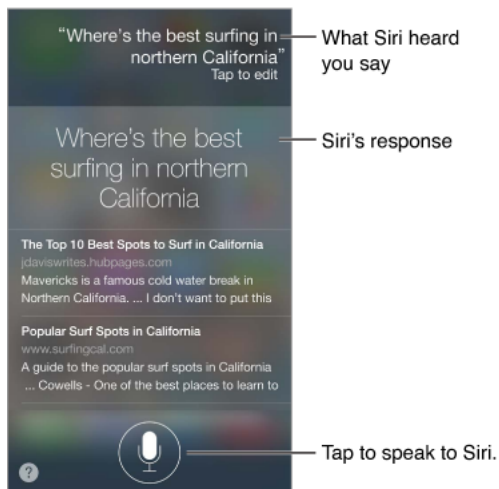 “Where's the best surfing in
northern California”
Tap to edit
What Siri heard
you say
Where's the best
surfing in northern
California
Siri's response
The Top 10 Best Spots to Surf in California
jdaviswrites.hubpages.com
Mavericks is a famous cold water break in
Northern California. ... I don't want to put this
Popular Surf Spots in California
www.surfingcal.com
A guide to the popular surf spots in California
... Cowells - One of the best places to learn to
?
Tap to speak to Siri.